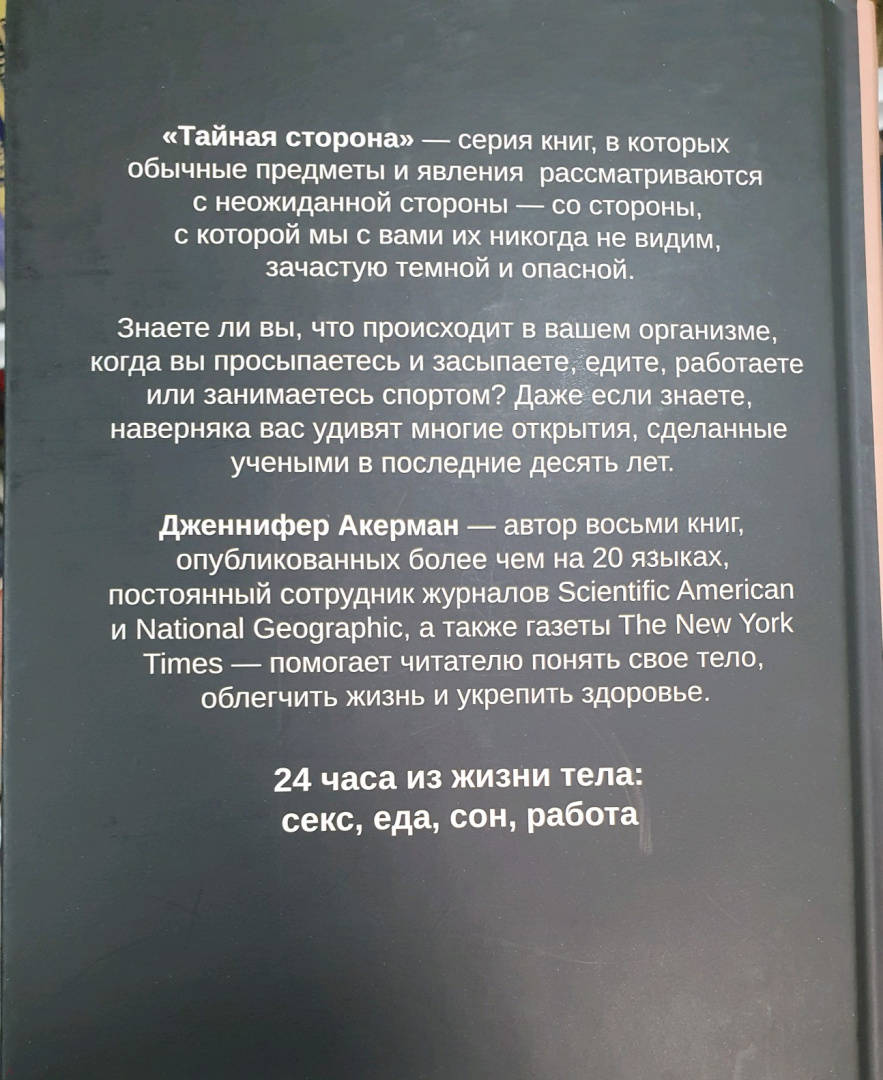 «Тайная сторона» — серия книг, в которых
обычные предметы и явления рассматриваются
с неожиданной стороны — со стороны,
с которой мы с вами их никогда не видим,
зачастую темной и опасной.
Знаете ли вы, что происходит в вашем организме,
когда вы просыпаетесь и засыпаете, едите, работаете
или занимаетесь спортом? Даже если знаете,
наверняка вас удивят многие открытия, сделанные
учеными в последние десять лет.
Дженнифер Акерман — автор восьми книг,
опубликованных более чем на 20 языках,
постоянный сотрудник журналов Scientific American
и National Geographic, а также газеты The New York
Times — помогает читателю понять свое тело,
облегчить жизнь и укрепить здоровье.
24 часа из жизни тела:
секс, еда, сон, работа